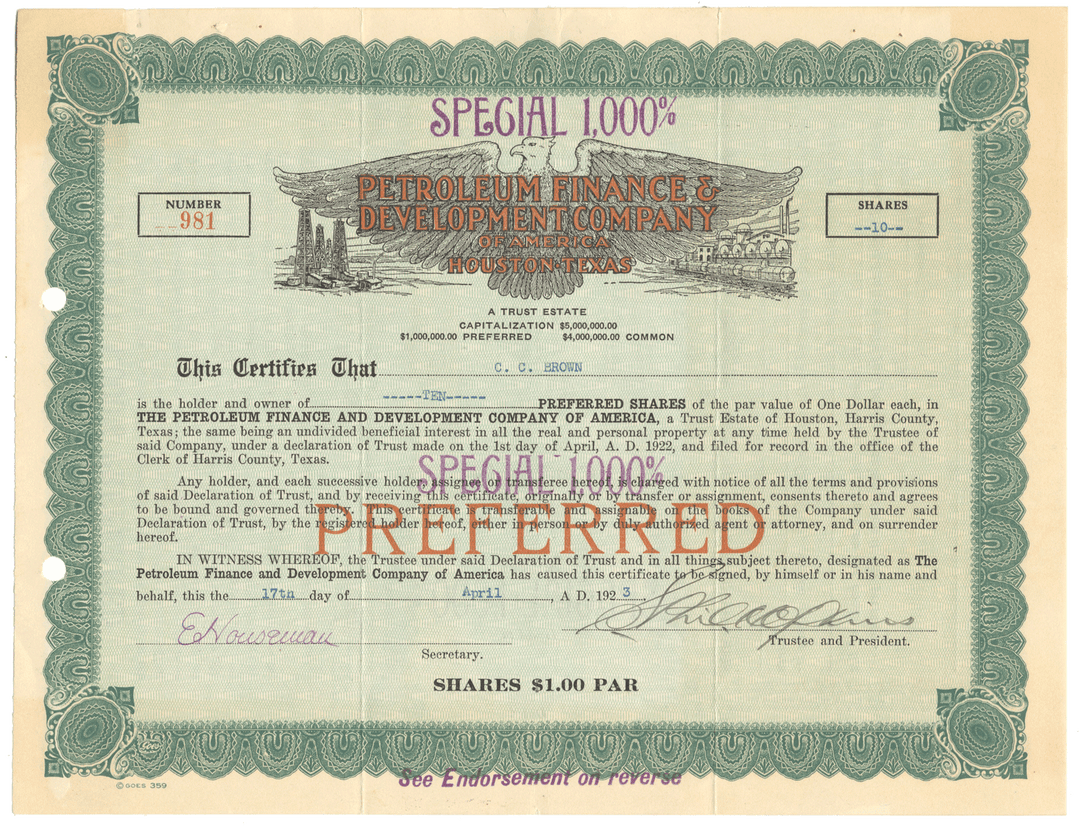 SPECIAL 1,000%
PETROLEUM FINANCE &
DEVELOPMENT COMPANY
OF AMERICA
HOUSTON·TEXAS
NUMBER
981
SHARES
--10--
A TRUST ESTATE
CAPITALIZATION $5,000,000.00
$1,000,000.00 PREFERRED $4,000,000.00 COMMON
This Certifies That C. C. BROWN
is the holder and owner of -----TEN----- PREFERRED SHARES of the par value of One Dollar each, in
THE PETROLEUM FINANCE AND DEVELOPMENT COMPANY OF AMERICA, a Trust Estate of Houston, Harris County,
Texas; the same being an undivided beneficial interest in all the real and personal property at any time held by the Trustee of
said Company, under a declaration of Trust made on the 1st day of April, A. D. 1922, and filed for record in the office of the
Clerk of Harris County, Texas.
SPECIAL 1,000%
Any holder, and each successive holder, assignee or transferee hereof, is charged with notice of all the terms and provisions
of said Declaration of Trust, and by receiving this certificate, originally or by transfer or assignment, consents thereto and agrees
to be bound and governed thereby. This certificate is transferable and assignable on the books of the Company under said
Declaration of Trust, by the registered holder hereof, either in person or by duly authorized agent or attorney, and on surrender
hereof.
PREFERRED
IN WITNESS WHEREOF, the Trustee under said Declaration of Trust and in all things subject thereto, designated as The
Petroleum Finance and Development Company of America has caused this certificate to be signed, by himself or in his name and
behalf, this the 17th day of April, A D. 192 3
E Nouseman
Secretary.
Trustee and President.
SHARES $1.00 PAR
See Endorsement on reverse
© GOES 359